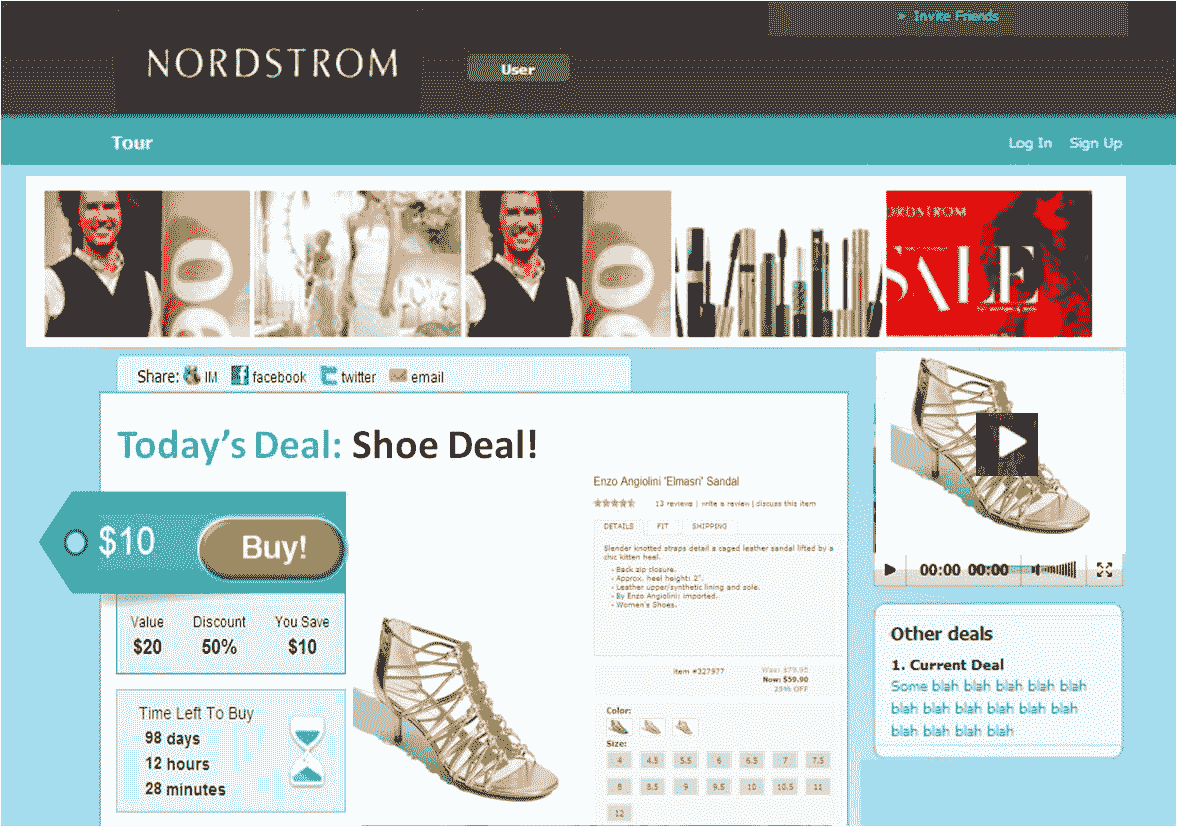 Invite Friends
NORDSTROM
User
Tour
Log In Sign Up
ORDSTROM
SALE
Share: IM facebook twitter email
Today's Deal: Shoe Deal!
$10
Buy!
Value Discount You Save
$20 50% $10
Time Left To Buy
98 days
12 hours
28 minutes
Enzo Angiolini 'Elmasri' Sandal
13 reviews | write a review | discuss this item
DETAILS FIT SHIPPING
Slender knotted straps detail a caged leather sandal lifted by a
chic kitten heel.
- Back zip closure.
- Approx. heel height: 2".
- Leather upper/synthetic lining and sole.
- By Enzo Angiolini; imported.
- Women's Shoes.
Item #327977
Was: $79.95
Now: $59.90
25% OFF
Color:
Size:
4 4.5 5.5 6 6.5 7 7.5
8 8.5 9 9.5 10 10.5 11
12
00:00 00:00
Other deals
1. Current Deal
Some blah blah blah blah blah
blah blah blah blah blah blah
blah blah blah blah